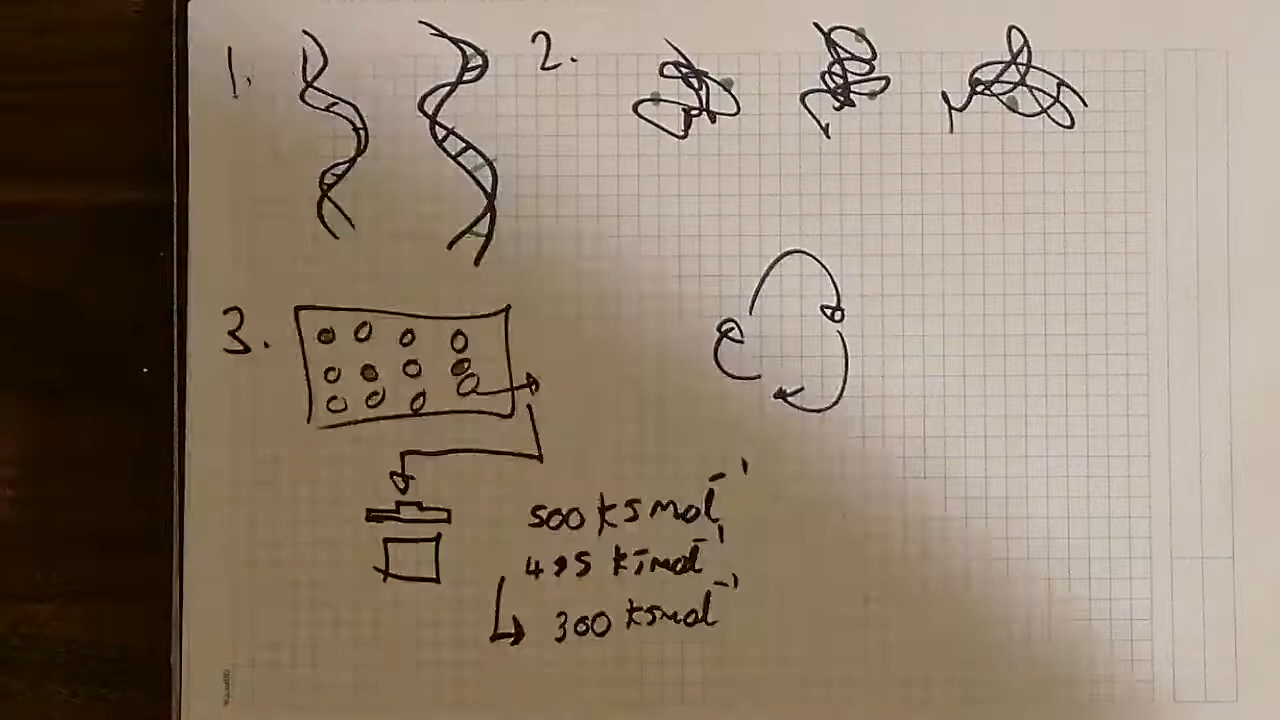 1.
2.
3.
500 kJ mol⁻¹
495 kJ mol⁻¹
300 kJ mol⁻¹